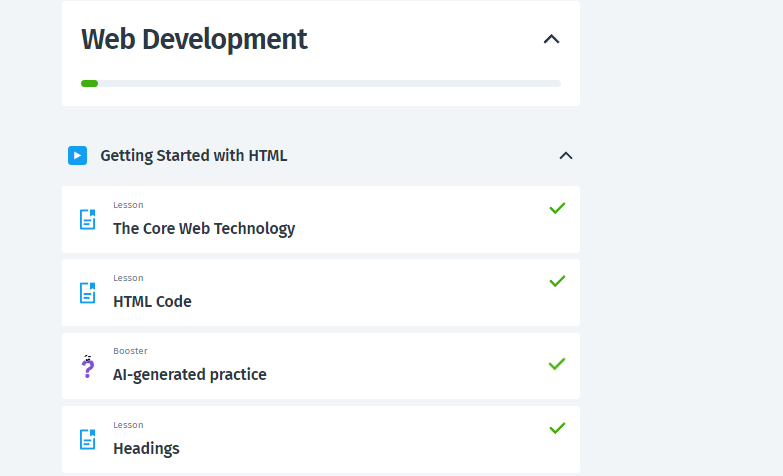 Web Development
Getting Started with HTML
Lesson
The Core Web Technology
Lesson
HTML Code
Booster
AI-generated practice
Lesson
Headings